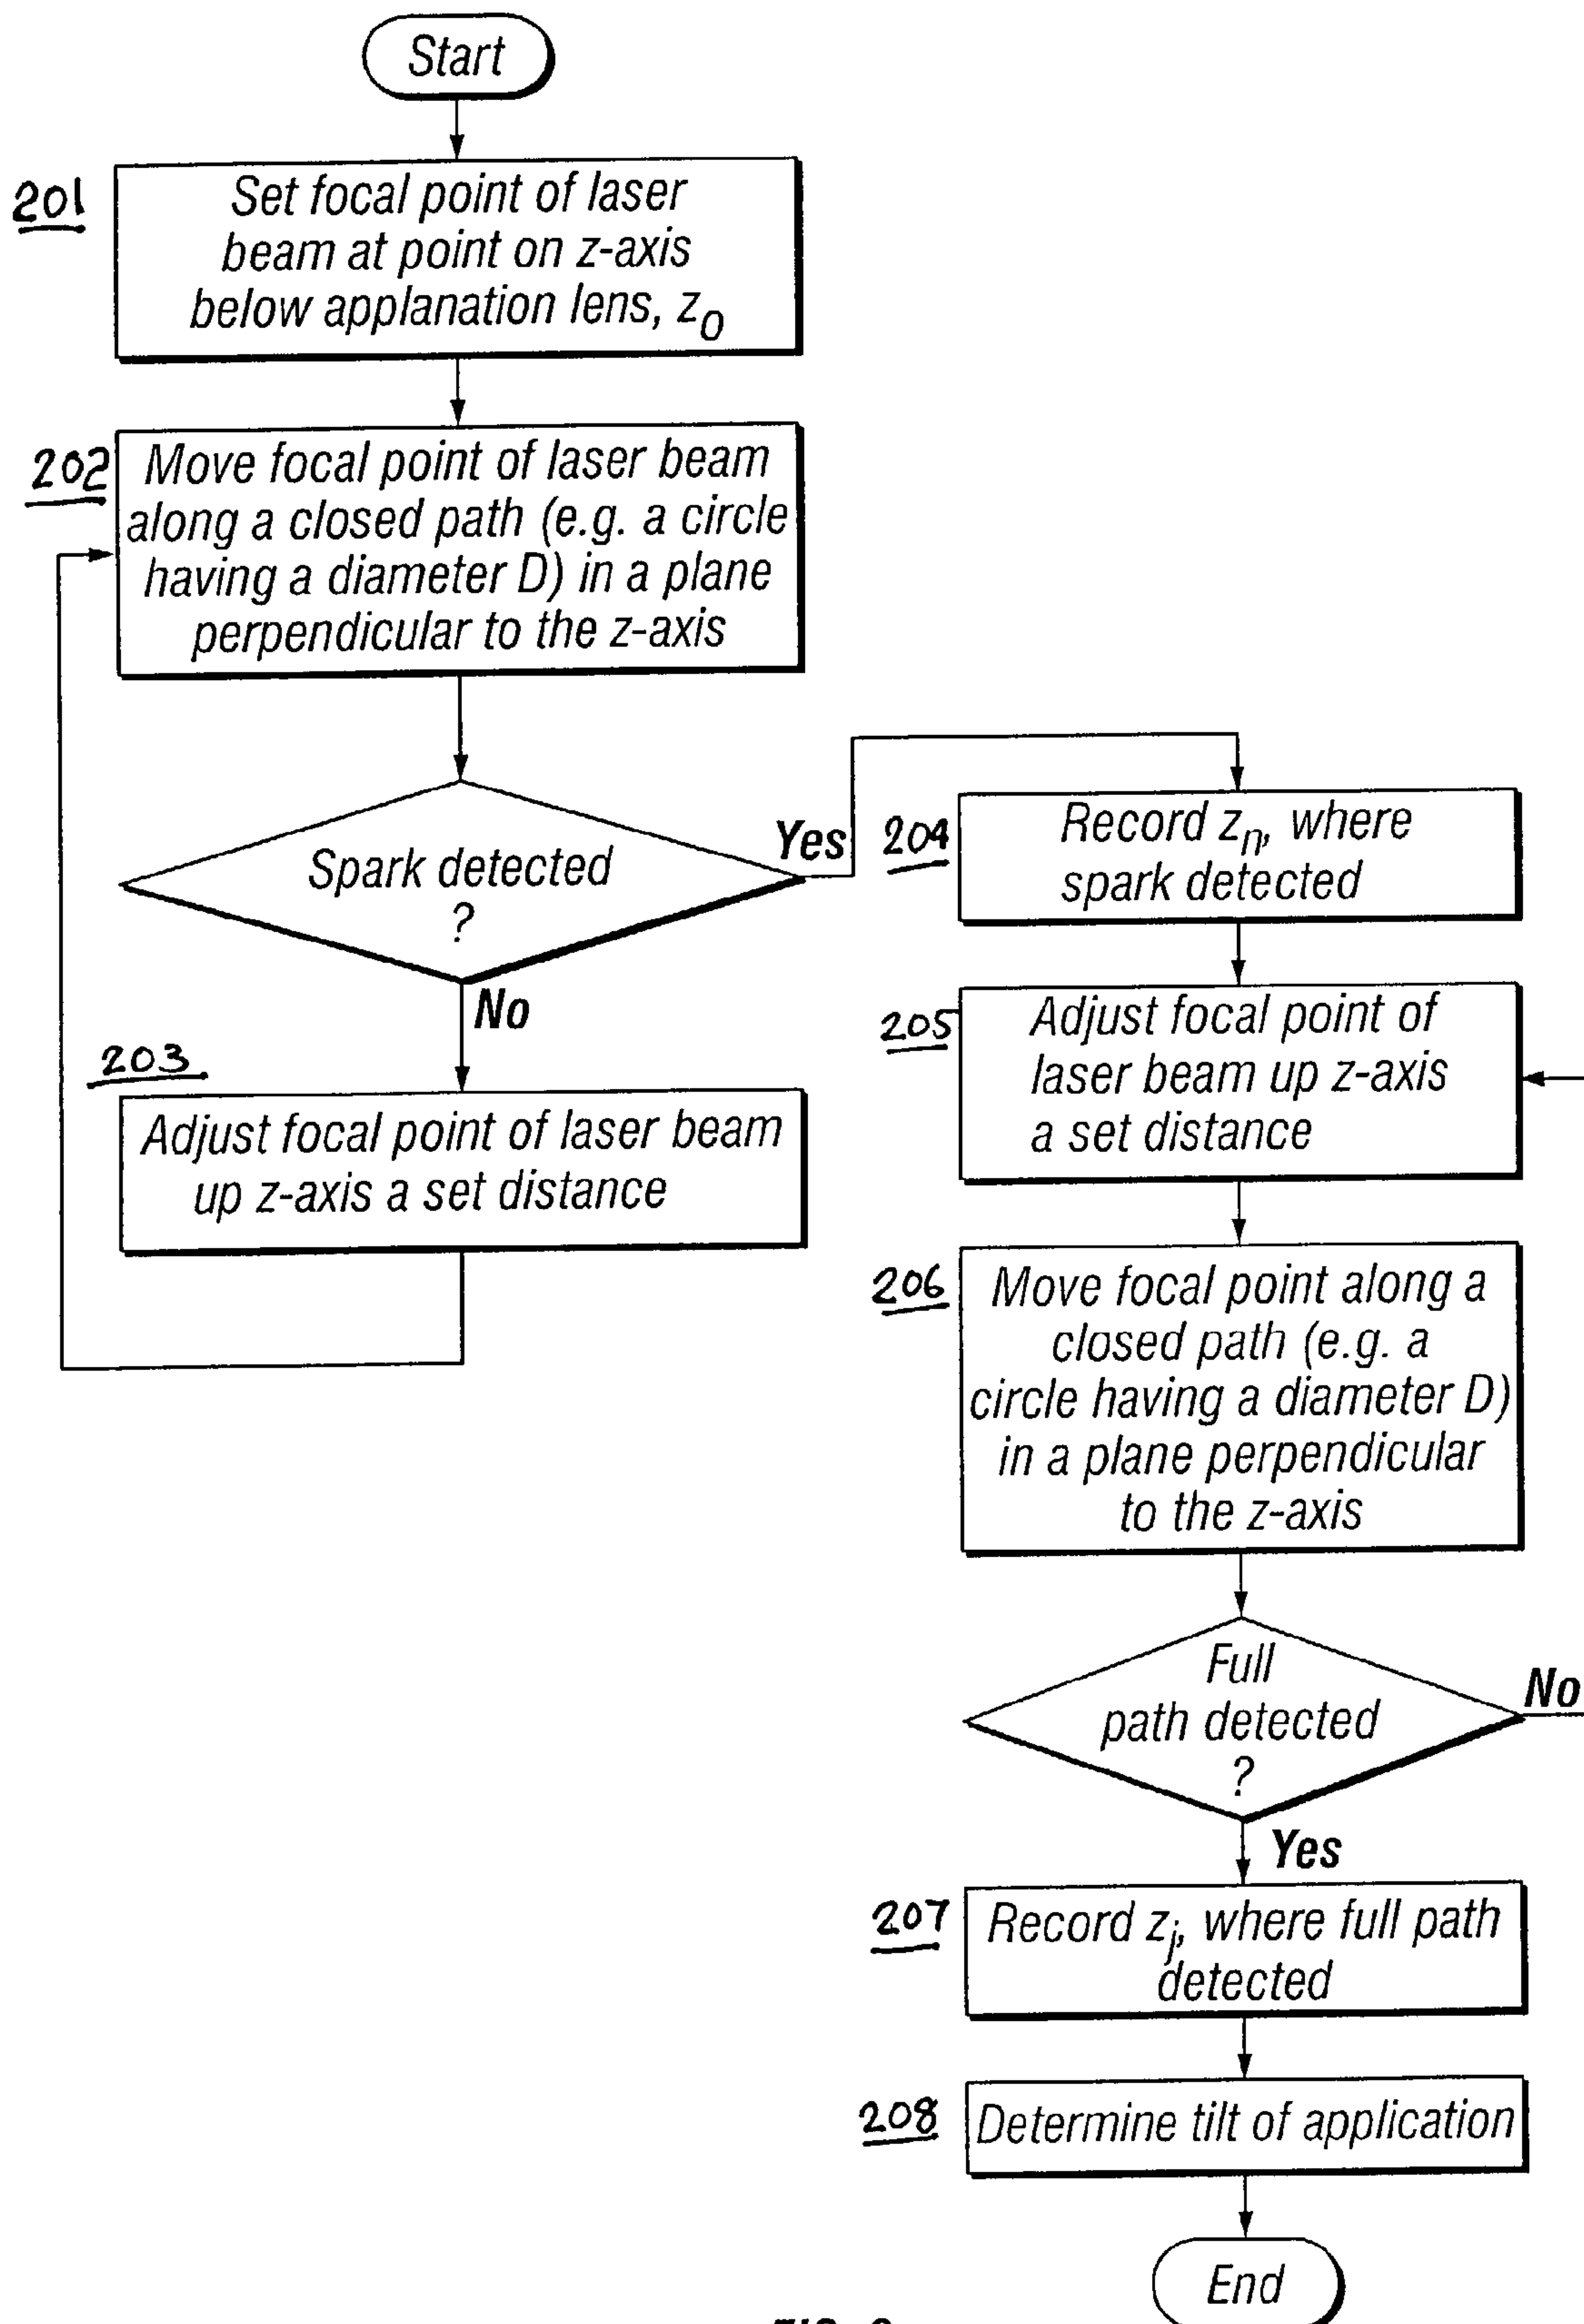 Start
201
Set focal point of laser
beam at point on z-axis
below applanation lens, z₀
202
Move focal point of laser beam
along a closed path (e.g. a circle
having a diameter D) in a plane
perpendicular to the z-axis
Spark detected
?
Yes
No
203
Adjust focal point of laser beam
up z-axis a set distance
204
Record zₙ, where
spark detected
205
Adjust focal point of
laser beam up z-axis
a set distance
206
Move focal point along a
closed path (e.g. a
circle having a diameter D)
in a plane perpendicular
to the z-axis
Full
path detected
?
No
Yes
207
Record zⱼ, where full path
detected
208
Determine tilt of application
End